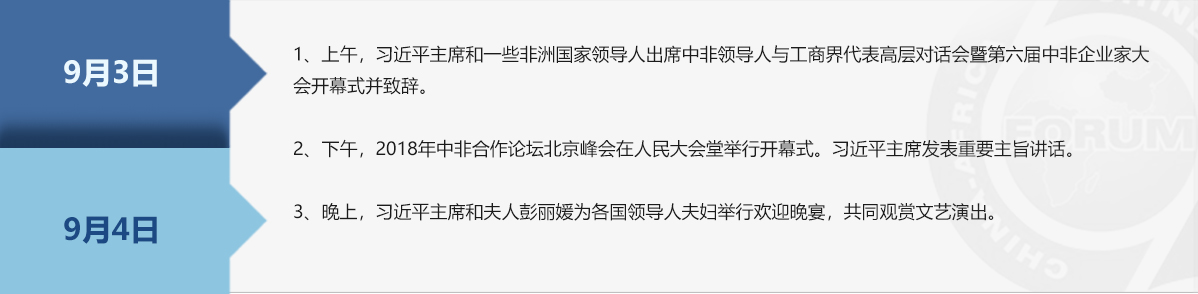 9月3日
9月4日
1、上午，习近平主席和一些非洲国家领导人出席中非领导人与工商界代表高层对话会暨第六届中非企业家大
会开幕式并致辞。
2、下午，2018年中非合作论坛北京峰会在人民大会堂举行开幕式。习近平主席发表重要主旨讲话。
3、晚上，习近平主席和夫人彭丽媛为各国领导人夫妇举行欢迎晚宴，共同观赏文艺演出。
FORUM